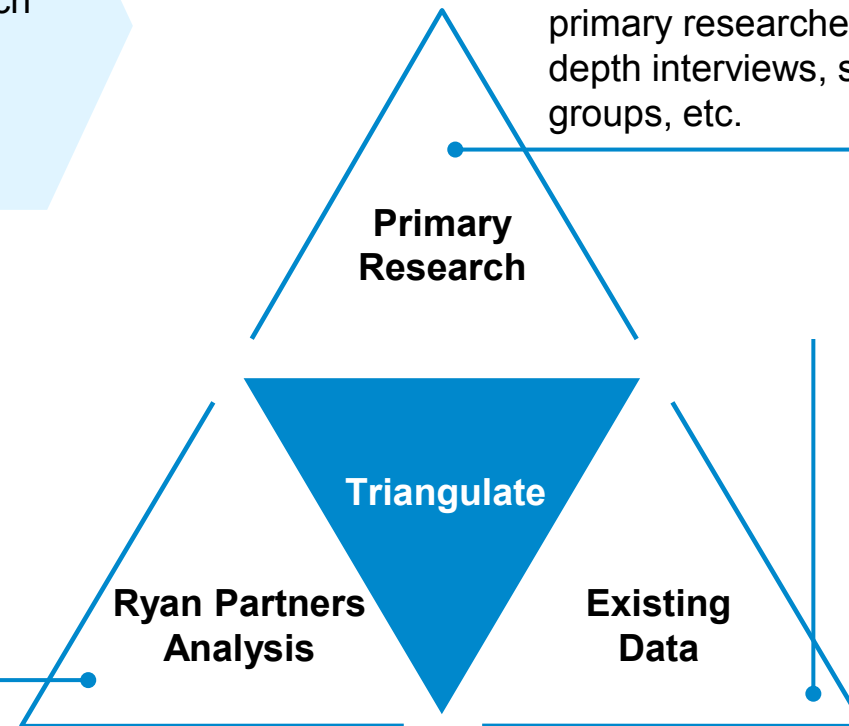 primary researche
depth interviews, s
groups, etc.
Primary
Research
Triangulate
Ryan Partners
Analysis
Existing
Data